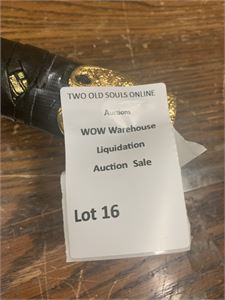 TWO OLD SOULS ONLINE
Auctions
WOW Warehouse
Liquidation
Auction Sale
Lot 16